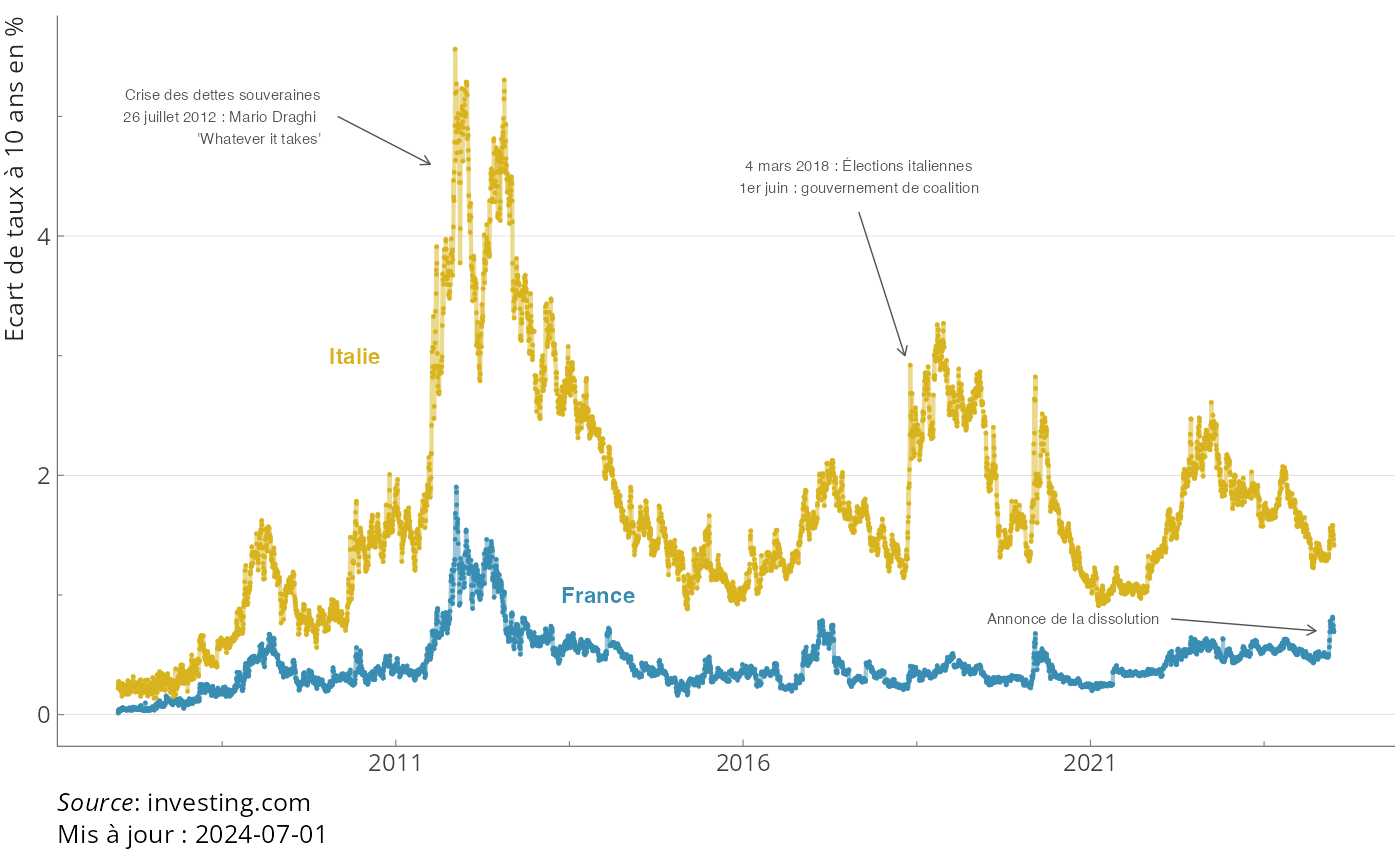 Ecart de taux à 10 ans en %
Crise des dettes souveraines
26 juillet 2012 : Mario Draghi
'Whatever it takes'
4 mars 2018 : Élections italiennes
1er juin : gouvernement de coalition
4
Italie
2
France
Annonce de la dissolution
0
2011 2016 2021
Source: investing.com
Mis à jour : 2024-07-01